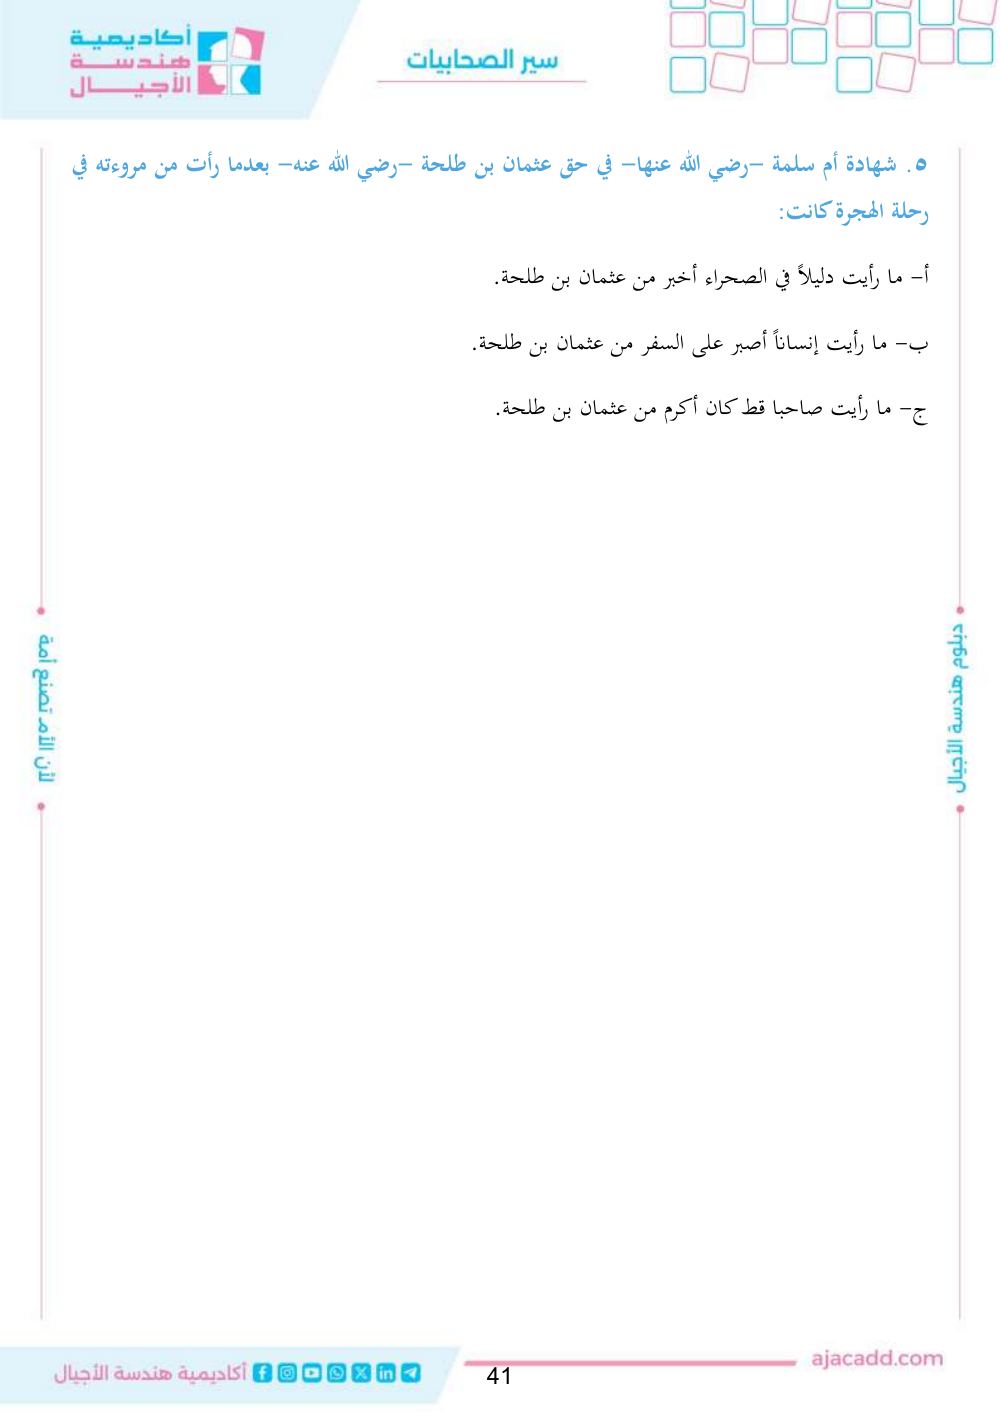 أكاديمية
هندسة
الأجيال
سير الصحابيات
٥. شهادة أم سلمة –رضي الله عنها– في حق عثمان بن طلحة –رضي الله عنه– بعدما رأت من مروءته في
رحلة الهجرة كانت:
أ– ما رأيت دليلاً في الصحراء أخبر من عثمان بن طلحة.
ب– ما رأيت إنساناً أصبر على السفر من عثمان بن طلحة.
ج– ما رأيت صاحبا قط كان أكرم من عثمان بن طلحة.
دبلوم هندسة الأجيال
لأن الأم تصنع أمة
أكاديمية هندسة الأجيال
41
ajacadd.com